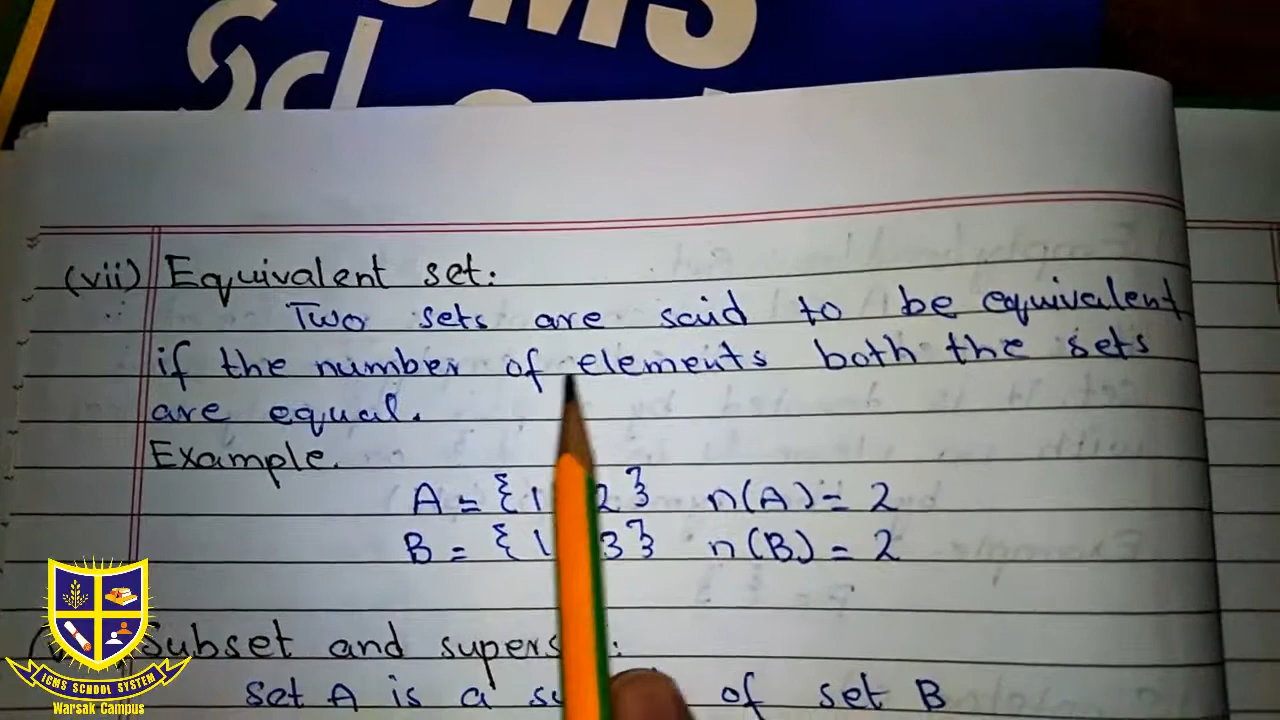 (vii) Equivalent set:
Two sets are said to be equivalent
if the number of elements both the sets
are equal.
Example.
A = {1 2} n(A) = 2
B = {1 3} n(B) = 2
Subset and supers :
set A is a su of set B
ICMS SCHOOL SYSTEM
Warsak Campus